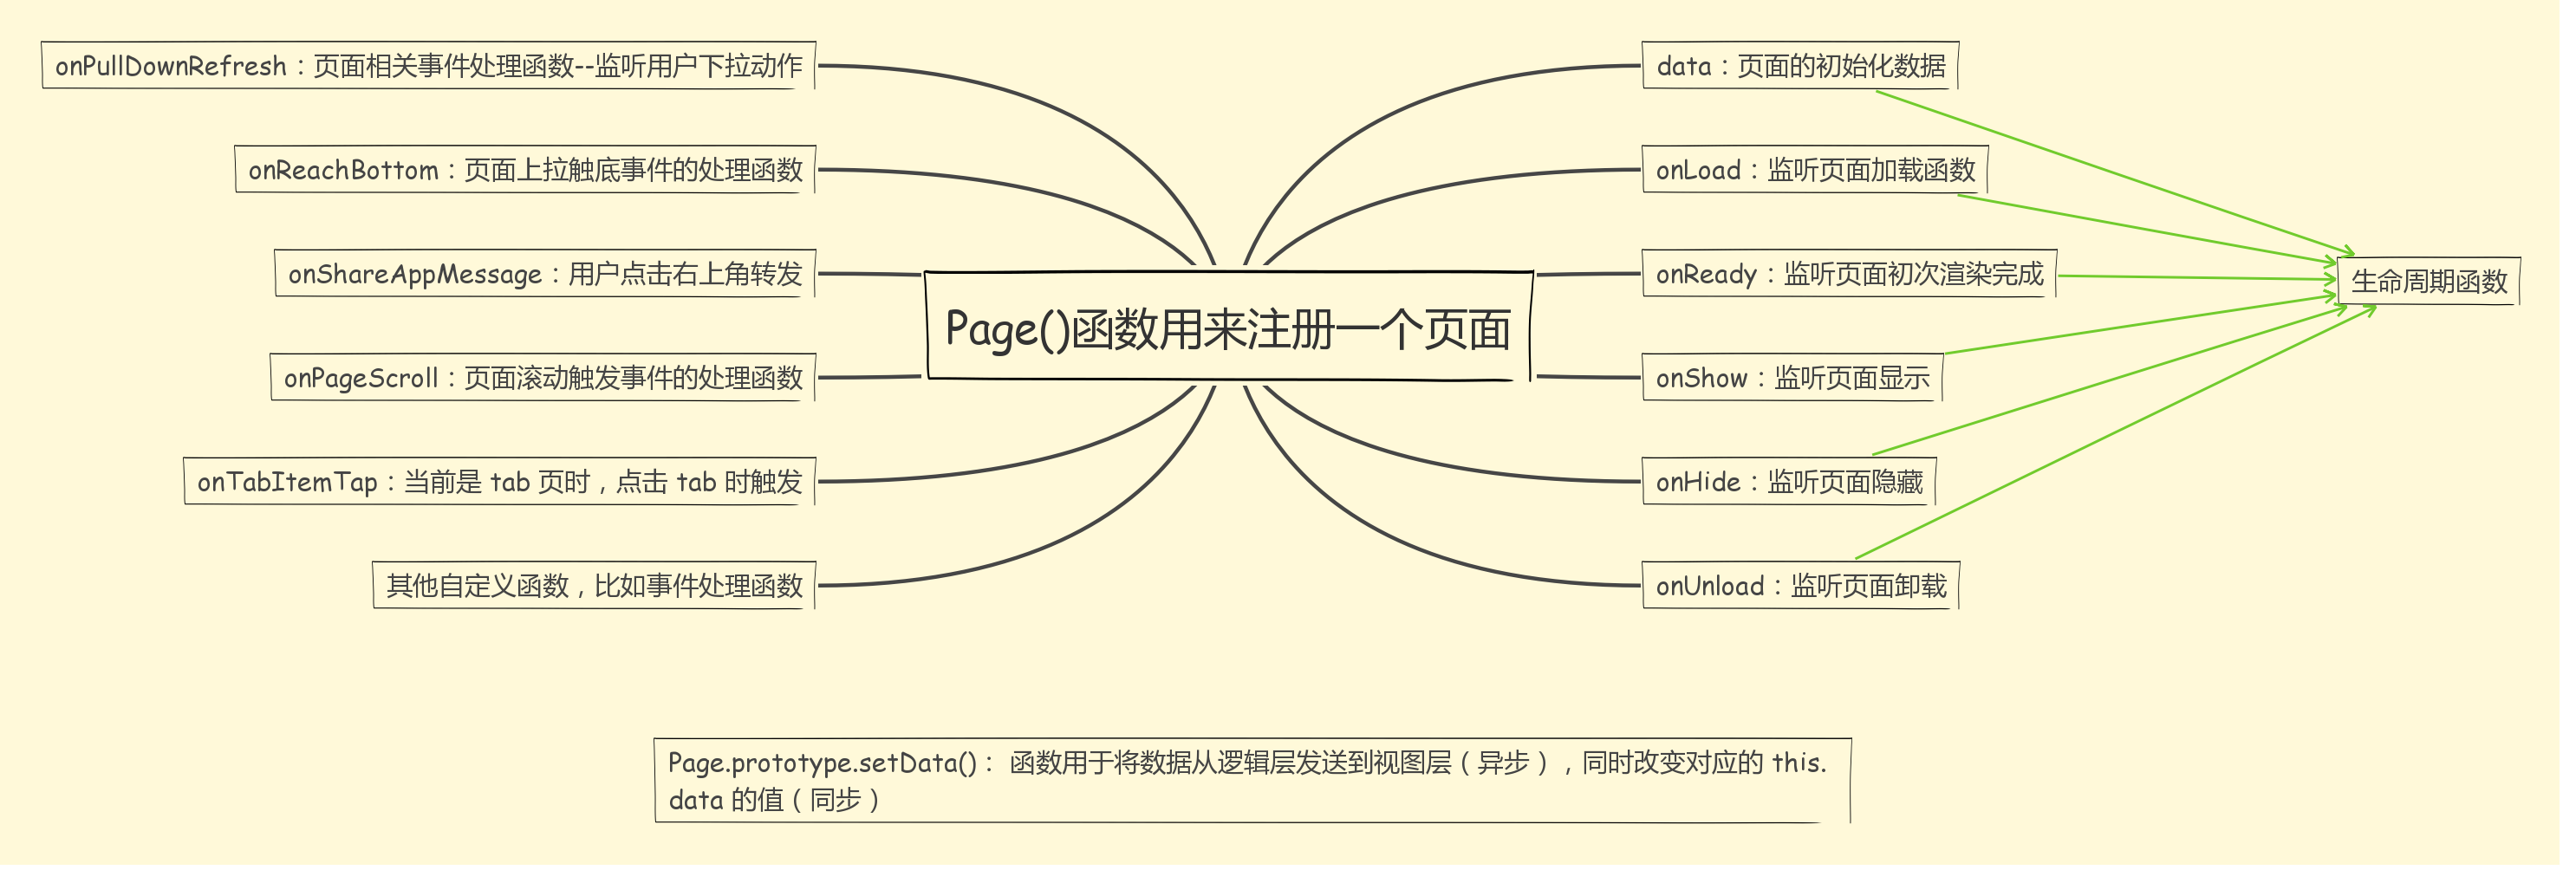 onPullDownRefresh：页面相关事件处理函数--监听用户下拉动作
onReachBottom：页面上拉触底事件的处理函数
onShareAppMessage：用户点击右上角转发
onPageScroll：页面滚动触发事件的处理函数
onTabItemTap：当前是 tab 页时，点击 tab 时触发
其他自定义函数，比如事件处理函数
Page()函数用来注册一个页面
data：页面的初始化数据
onLoad：监听页面加载函数
onReady：监听页面初次渲染完成
onShow：监听页面显示
onHide：监听页面隐藏
onUnload：监听页面卸载
生命周期函数
Page.prototype.setData()： 函数用于将数据从逻辑层发送到视图层（异步），同时改变对应的 this.
data 的值（同步）